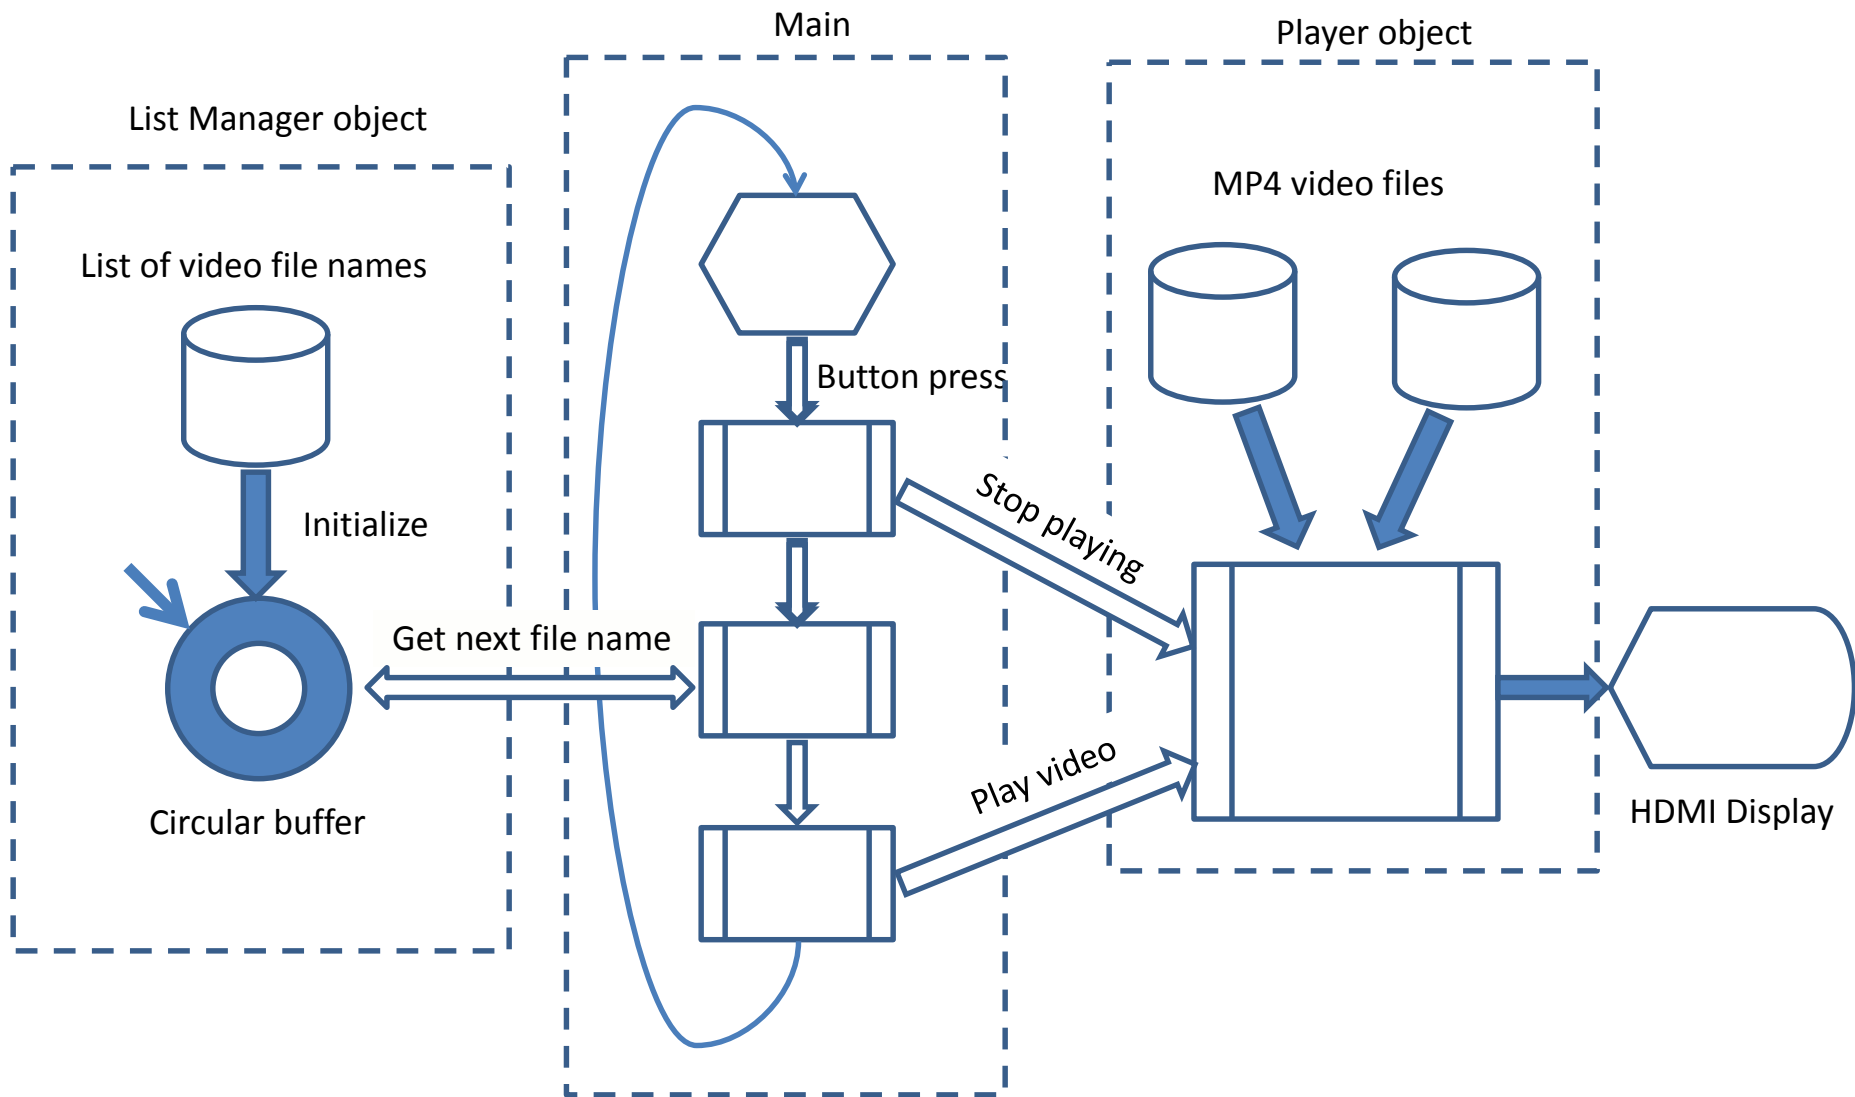 Main
Player object
List Manager object
MP4 video files
List of video file names
Button press
Initialize
Stop playing
Get next file name
Play video
Circular buffer
HDMI Display